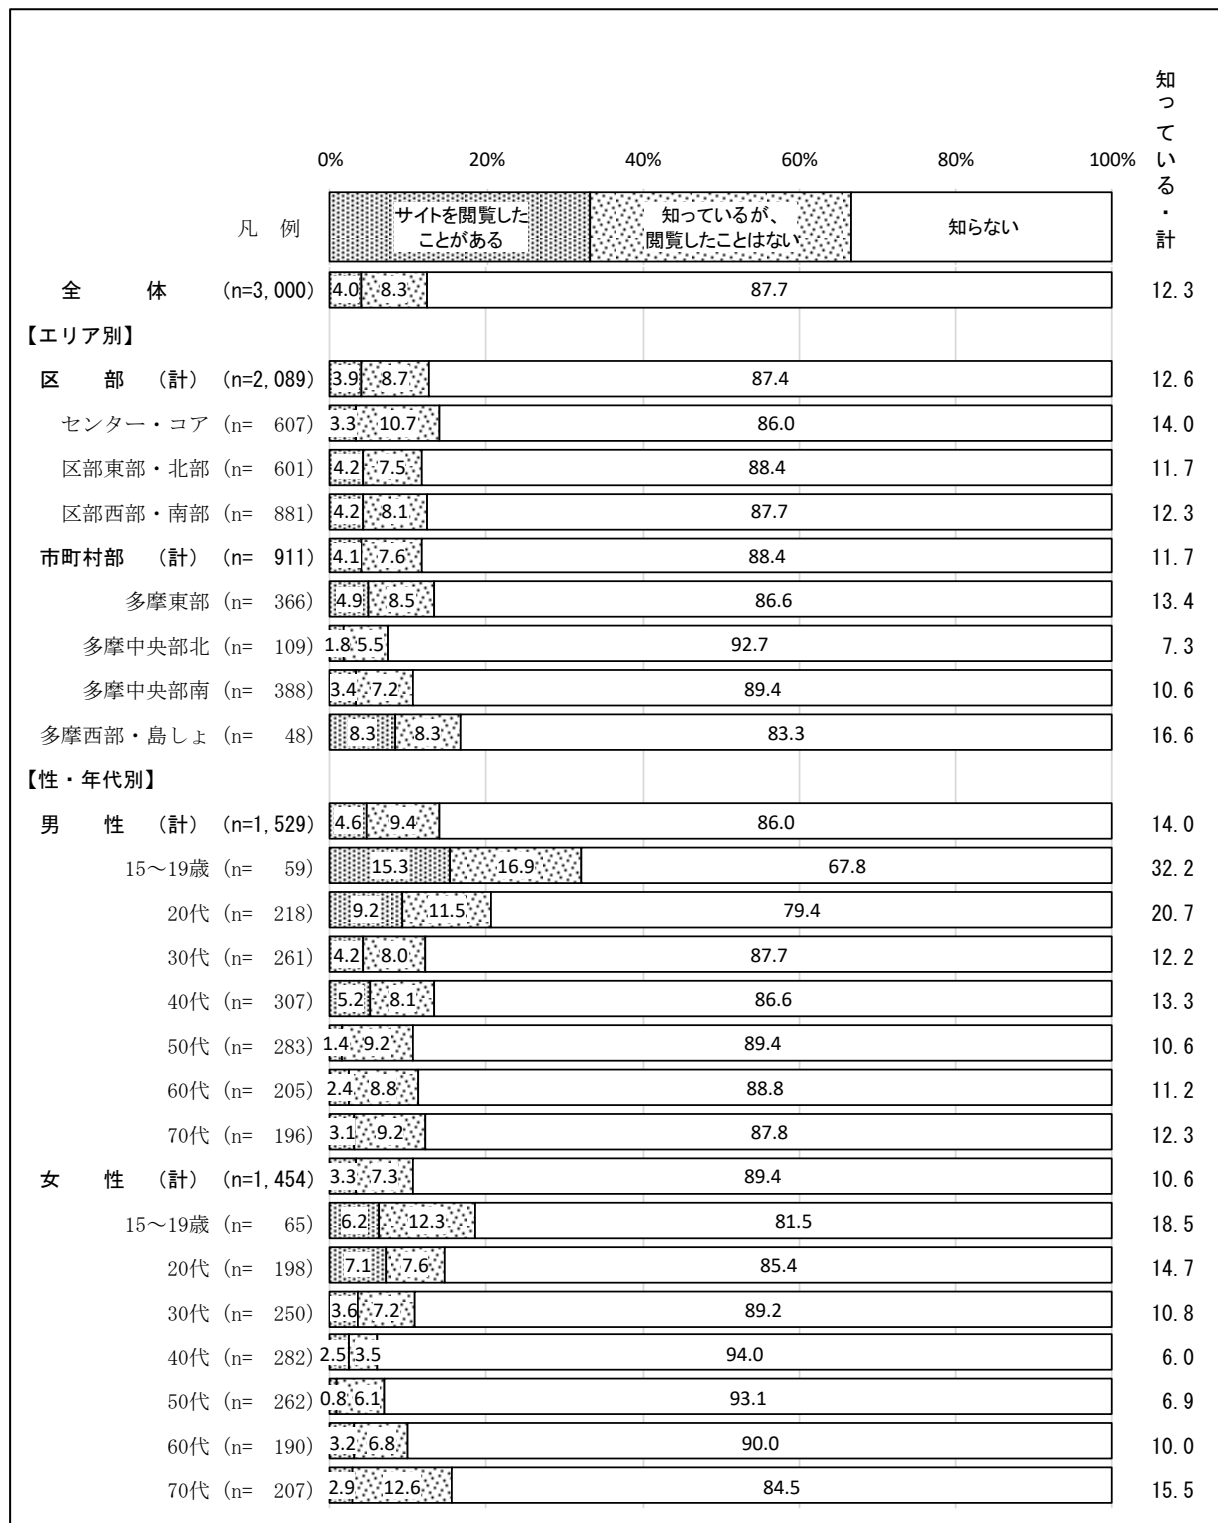 知っている・計
0% 20% 40% 60% 80% 100%
凡 例 サイトを閲覧したことがある 知っているが、閲覧したことはない 知らない
全 体 (n=3,000) 4.0 8.3 87.7 12.3
【エリア別】
区 部 (計) (n=2,089) 3.9 8.7 87.4 12.6
センター・コア (n= 607) 3.3 10.7 86.0 14.0
区部東部・北部 (n= 601) 4.2 7.5 88.4 11.7
区部西部・南部 (n= 881) 4.2 8.1 87.7 12.3
市町村部 (計) (n= 911) 4.1 7.6 88.4 11.7
多摩東部 (n= 366) 4.9 8.5 86.6 13.4
多摩中央部北 (n= 109) 1.8 5.5 92.7 7.3
多摩中央部南 (n= 388) 3.4 7.2 89.4 10.6
多摩西部・島しょ (n= 48) 8.3 8.3 83.3 16.6
【性・年代別】
男 性 (計) (n=1,529) 4.6 9.4 86.0 14.0
15～19歳 (n= 59) 15.3 16.9 67.8 32.2
20代 (n= 218) 9.2 11.5 79.4 20.7
30代 (n= 261) 4.2 8.0 87.7 12.2
40代 (n= 307) 5.2 8.1 86.6 13.3
50代 (n= 283) 1.4 9.2 89.4 10.6
60代 (n= 205) 2.4 8.8 88.8 11.2
70代 (n= 196) 3.1 9.2 87.8 12.3
女 性 (計) (n=1,454) 3.3 7.3 89.4 10.6
15～19歳 (n= 65) 6.2 12.3 81.5 18.5
20代 (n= 198) 7.1 7.6 85.4 14.7
30代 (n= 250) 3.6 7.2 89.2 10.8
40代 (n= 282) 2.5 3.5 94.0 6.0
50代 (n= 262) 0.8 6.1 93.1 6.9
60代 (n= 190) 3.2 6.8 90.0 10.0
70代 (n= 207) 2.9 12.6 84.5 15.5